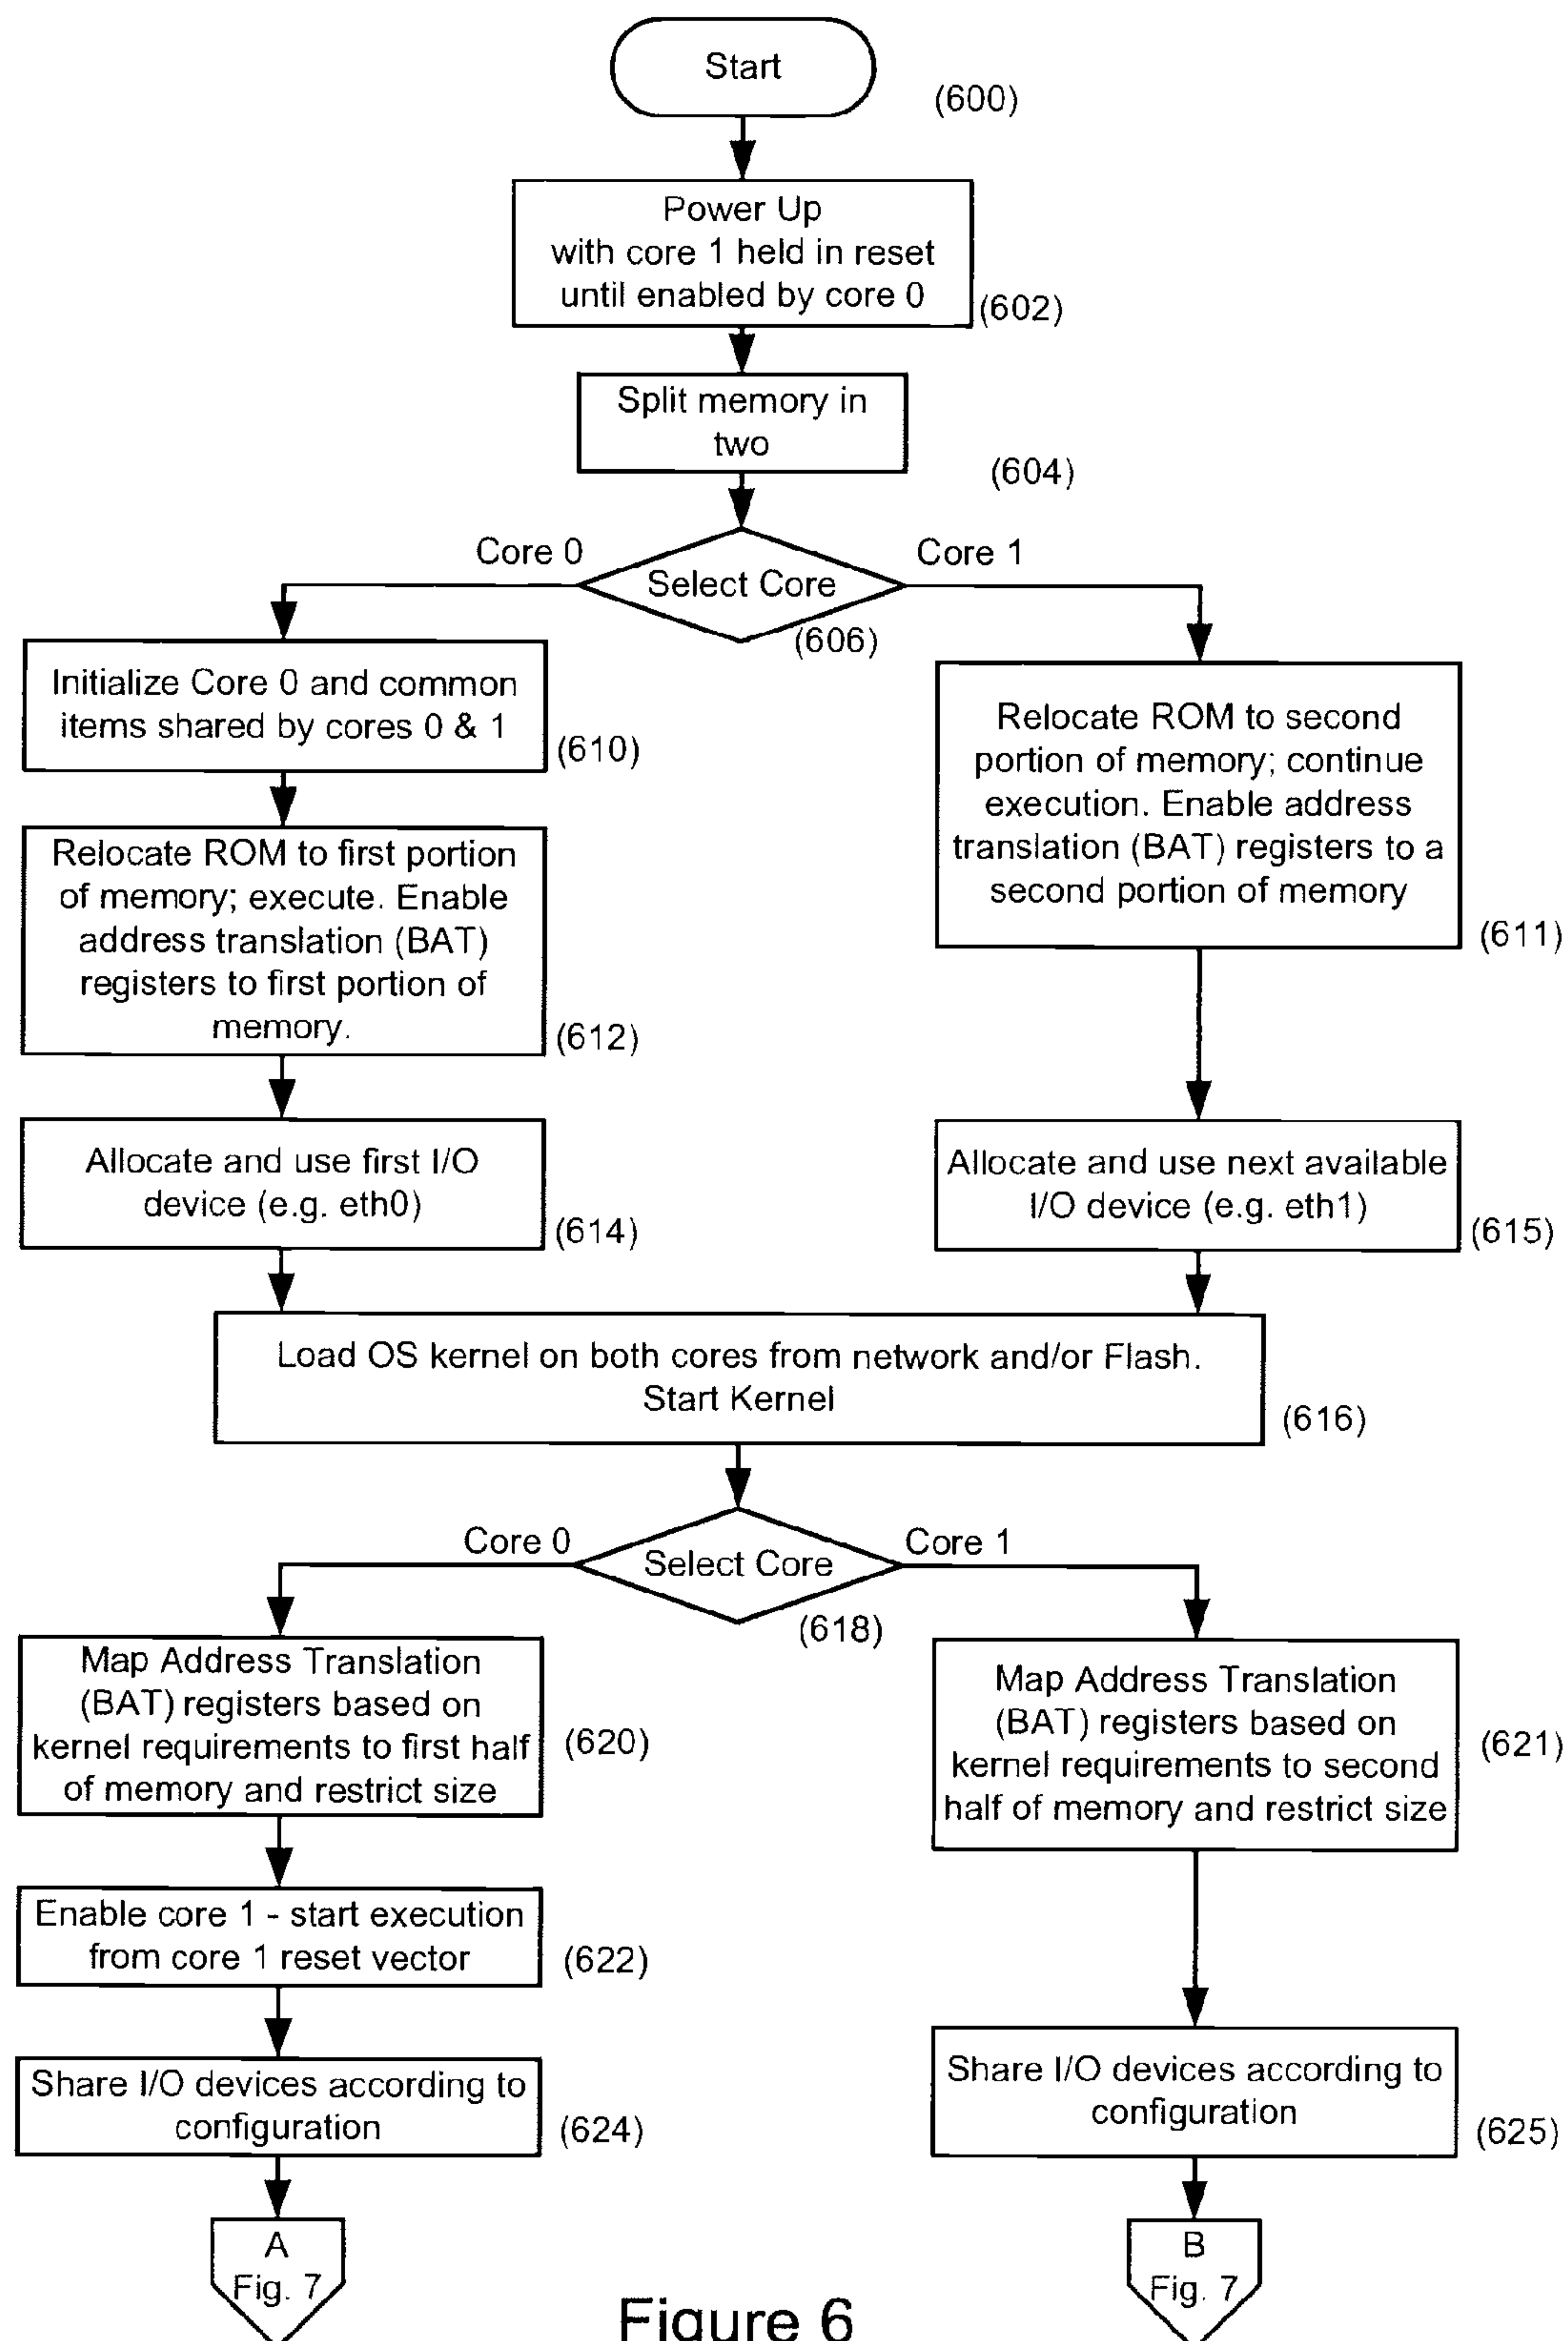 Start
(600)
Power Up
with core 1 held in reset
until enabled by core 0
(602)
Split memory in
two
(604)
Core 0
Select Core
Core 1
(606)
Initialize Core 0 and common
items shared by cores 0 & 1
(610)
Relocate ROM to first portion
of memory; execute. Enable
address translation (BAT)
registers to first portion of
memory.
(612)
Relocate ROM to second
portion of memory; continue
execution. Enable address
translation (BAT) registers to a
second portion of memory
(611)
Allocate and use first I/O
device (e.g. eth0)
(614)
Allocate and use next available
I/O device (e.g. eth1)
(615)
Load OS kernel on both cores from network and/or Flash.
Start Kernel
(616)
Core 0
Select Core
Core 1
(618)
Map Address Translation
(BAT) registers based on
kernel requirements to first half
of memory and restrict size
(620)
Map Address Translation
(BAT) registers based on
kernel requirements to second
half of memory and restrict size
(621)
Enable core 1 - start execution
from core 1 reset vector
(622)
Share I/O devices according to
configuration
(624)
Share I/O devices according to
configuration
(625)
A
Fig. 7
B
Fig. 7
Figure 6